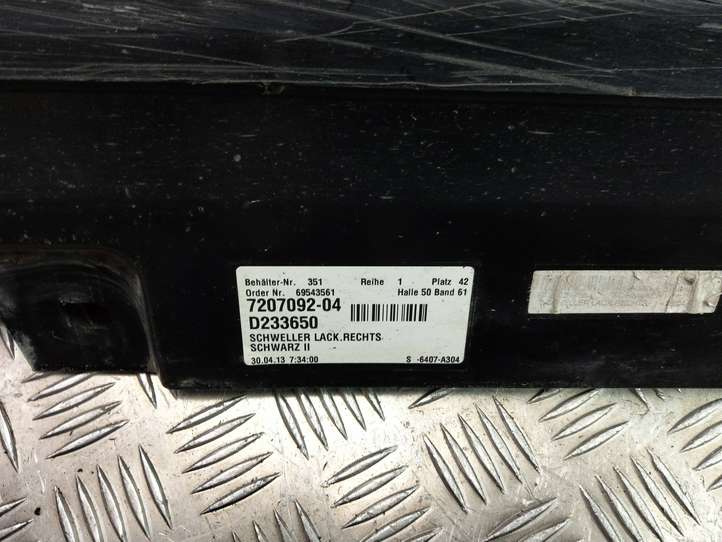 Behälter-Nr. 351 Reihe 1 Platz 42
Order Nr. 69543561 Halle 50 Band 61
7207092-04
D233650
SCHWELLER LACK.RECHTS
SCHWARZ II
30.04.13 7:34:00 S -6407-A304